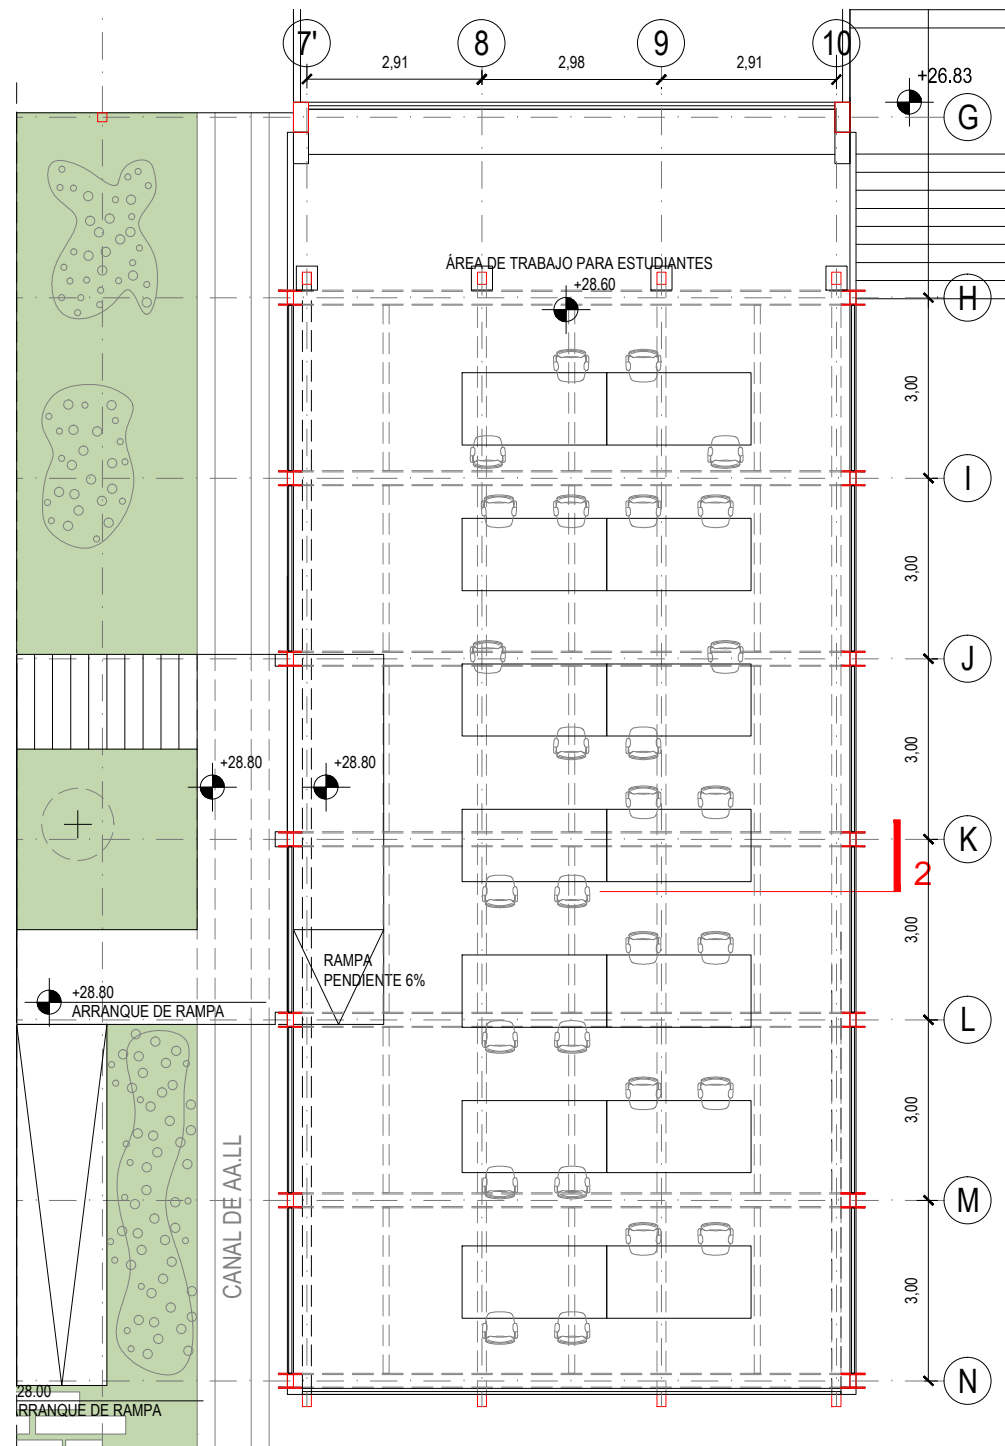 7'
8
9
10
2,91
2,98
2,91
+26.83
G
ÁREA DE TRABAJO PARA ESTUDIANTES
+28.60
H
3,00
I
3,00
J
3,00
+28.80
+28.80
K
2
3,00
RAMPA
PENDIENTE 6%
+28.80
ARRANQUE DE RAMPA
L
3,00
CANAL DE AA.LL
M
3,00
28.00
RRANQUE DE RAMPA
N